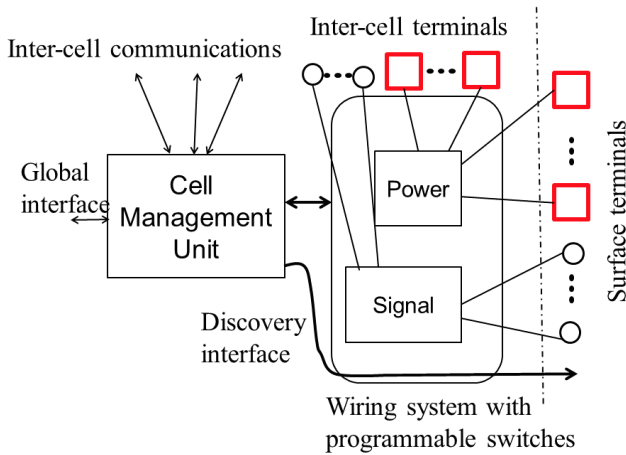 Inter-cell terminals
Inter-cell communications
Global
interface
Cell
Management
Unit
Power
Signal
Surface terminals
Discovery
interface
Wiring system with
programmable switches